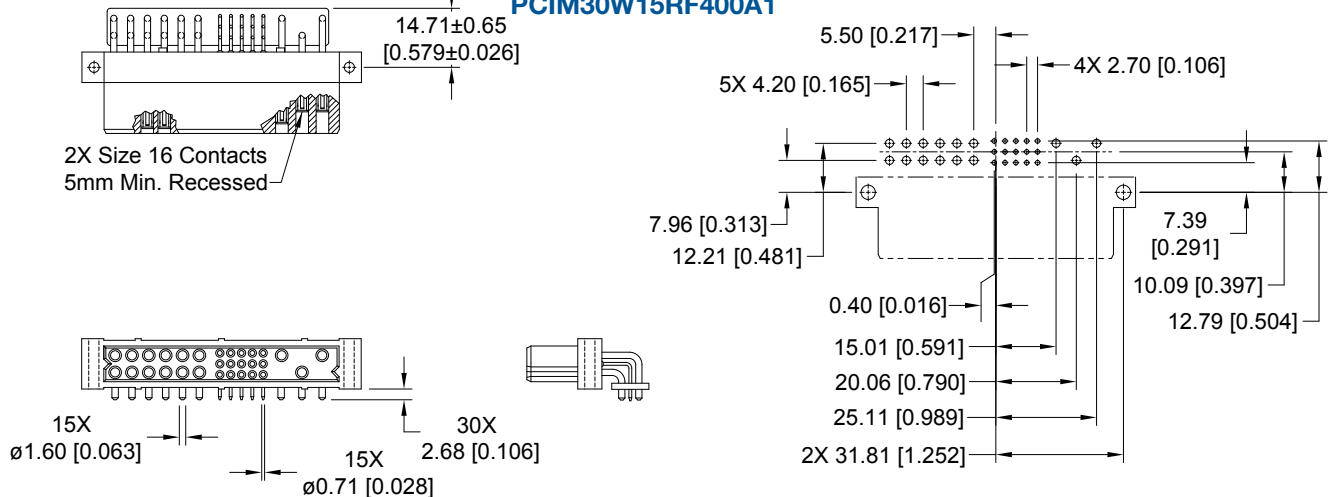 PCIM30W15RF400A1
14.71±0.65
[0.579±0.026]
2X Size 16 Contacts
5mm Min. Recessed
5.50 [0.217]
4X 2.70 [0.106]
5X 4.20 [0.165]
7.96 [0.313]
12.21 [0.481]
7.39
[0.291]
10.09 [0.397]
12.79 [0.504]
0.40 [0.016]
15.01 [0.591]
20.06 [0.790]
25.11 [0.989]
2X 31.81 [1.252]
15X
ø1.60 [0.063]
15X
ø0.71 [0.028]
30X
2.68 [0.106]